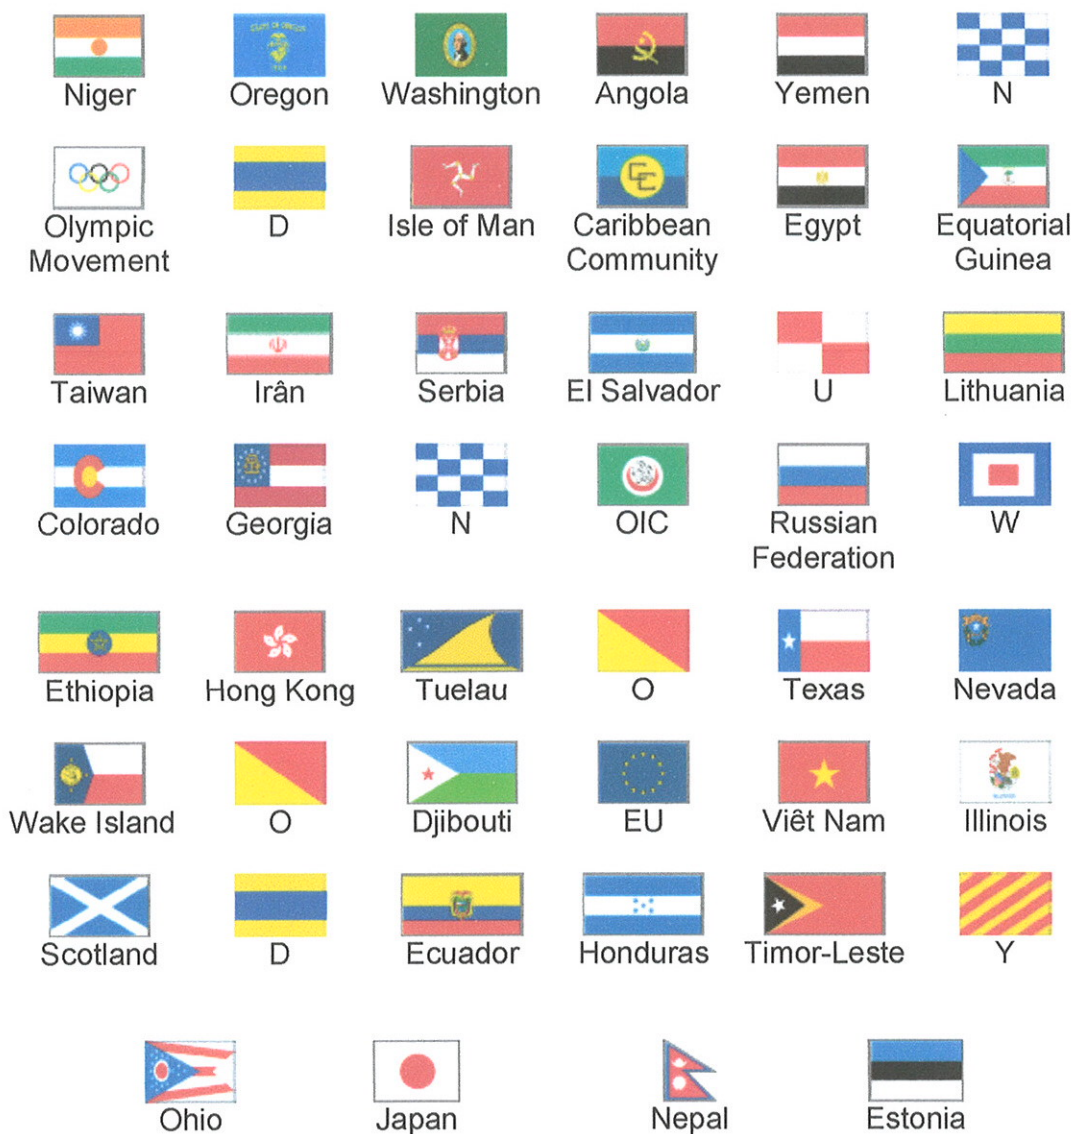 Niger Oregon Washington Angola Yemen N
Olympic Movement D Isle of Man Caribbean Community Egypt Equatorial Guinea
Taiwan Irân Serbia El Salvador U Lithuania
Colorado Georgia N OIC Russian Federation W
Ethiopia Hong Kong Tuelau O Texas Nevada
Wake Island O Djibouti EU Viêt Nam Illinois
Scotland D Ecuador Honduras Timor-Leste Y
Ohio Japan Nepal Estonia